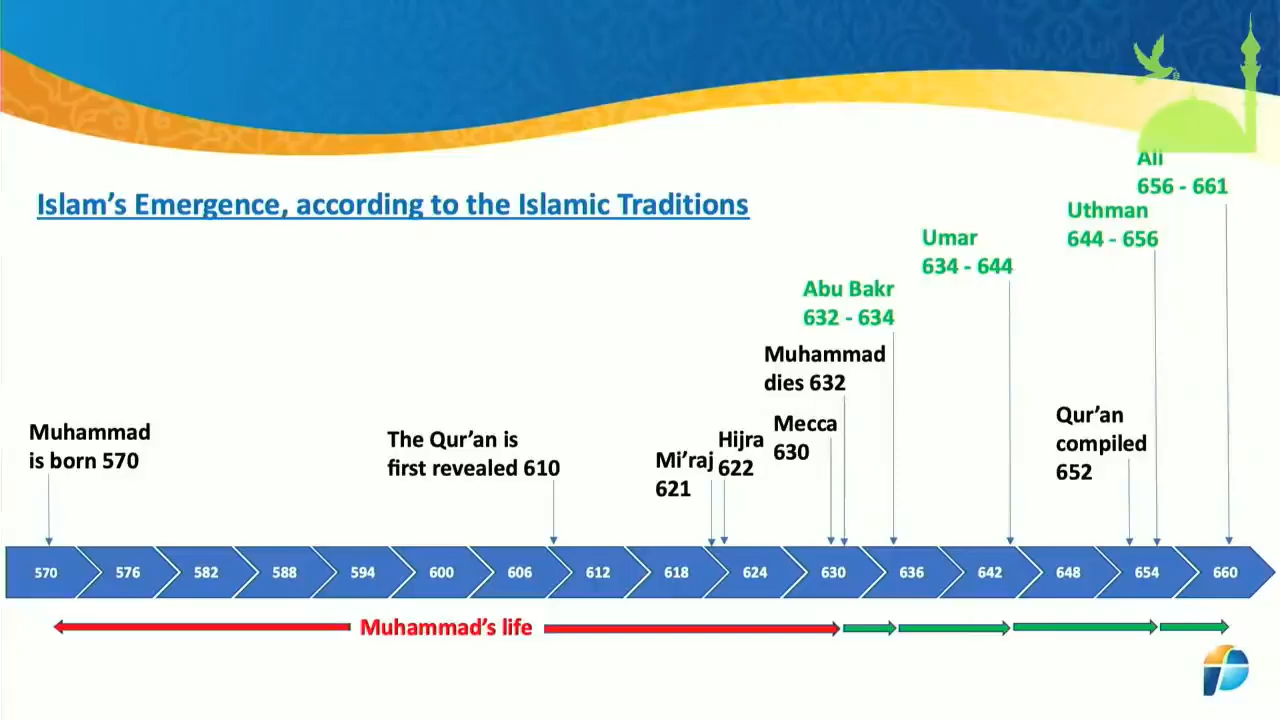 Islam's Emergence, according to the Islamic Traditions
Ali
656 - 661
Uthman
644 - 656
Umar
634 - 644
Abu Bakr
632 - 634
Muhammad
dies 632
Mecca
630
Hijra
622
Mi'raj
621
The Qur'an is
first revealed 610
Muhammad
is born 570
Qur'an
compiled
652
570 576 582 588 594 600 606 612 618 624 630 636 642 648 654 660
Muhammad's life